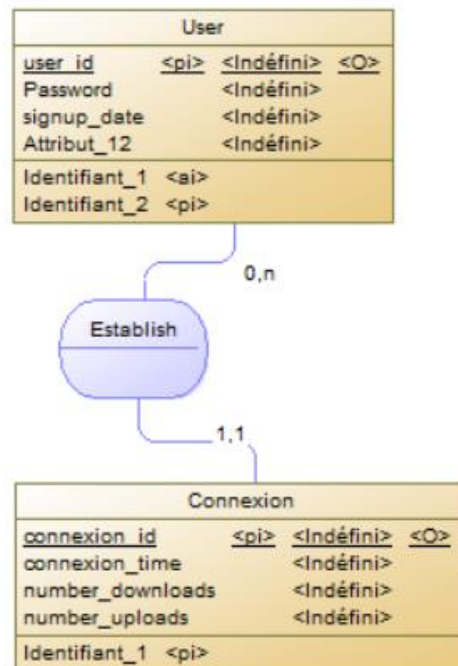 User
user_id <pi> <Indéfini> <O>
Password <Indéfini>
signup_date <Indéfini>
Attribut_12 <Indéfini>
Identifiant_1 <ai>
Identifiant_2 <pi>
0,n
Establish
1,1
Connexion
connexion_id <pi> <Indéfini> <O>
connexion_time <Indéfini>
number_downloads <Indéfini>
number_uploads <Indéfini>
Identifiant_1 <pi>